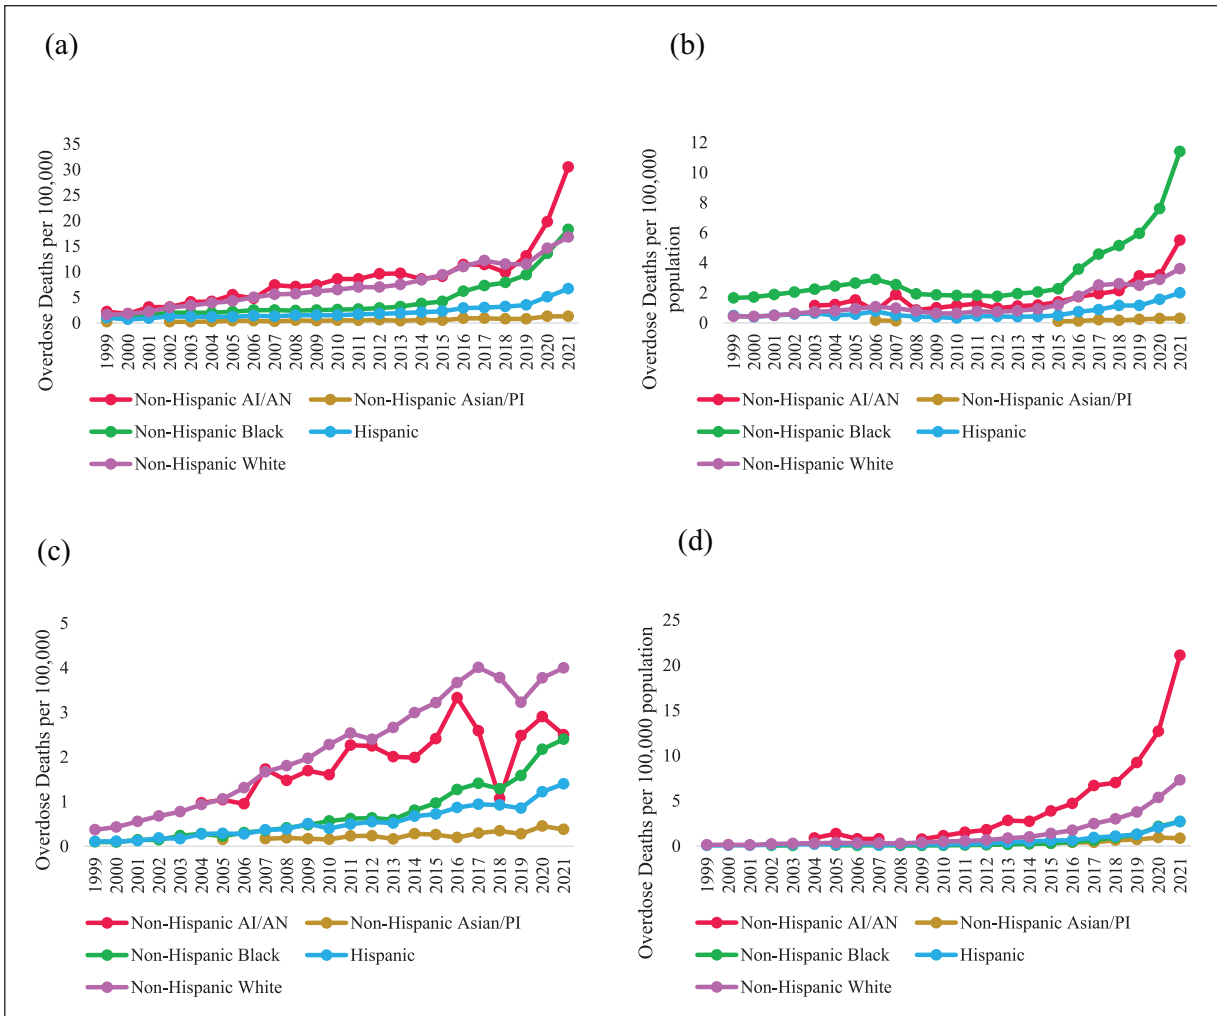 (a)
Overdose Deaths per 100,000
35
30
25
20
15
10
5
0
1999 2000 2001 2002 2003 2004 2005 2006 2007 2008 2009 2010 2011 2012 2013 2014 2015 2016 2017 2018 2019 2020 2021
Non-Hispanic AI/AN Non-Hispanic Asian/PI
Non-Hispanic Black Hispanic
Non-Hispanic White
(b)
Overdose Deaths per 100,000
population
12
10
8
6
4
2
0
1999 2000 2001 2002 2003 2004 2005 2006 2007 2008 2009 2010 2011 2012 2013 2014 2015 2016 2017 2018 2019 2020 2021
Non-Hispanic AI/AN Non-Hispanic Asian/PI
Non-Hispanic Black Hispanic
Non-Hispanic White
(c)
Overdose Deaths per 100,000
5
4
3
2
1
0
1999 2000 2001 2002 2003 2004 2005 2006 2007 2008 2009 2010 2011 2012 2013 2014 2015 2016 2017 2018 2019 2020 2021
Non-Hispanic AI/AN Non-Hispanic Asian/PI
Non-Hispanic Black Hispanic
Non-Hispanic White
(d)
Overdose Deaths per 100,000 population
25
20
15
10
5
0
1999 2000 2001 2002 2003 2004 2005 2006 2007 2008 2009 2010 2011 2012 2013 2014 2015 2016 2017 2018 2019 2020 2021
Non-Hispanic AI/AN Non-Hispanic Asian/PI
Non-Hispanic Black Hispanic
Non-Hispanic White